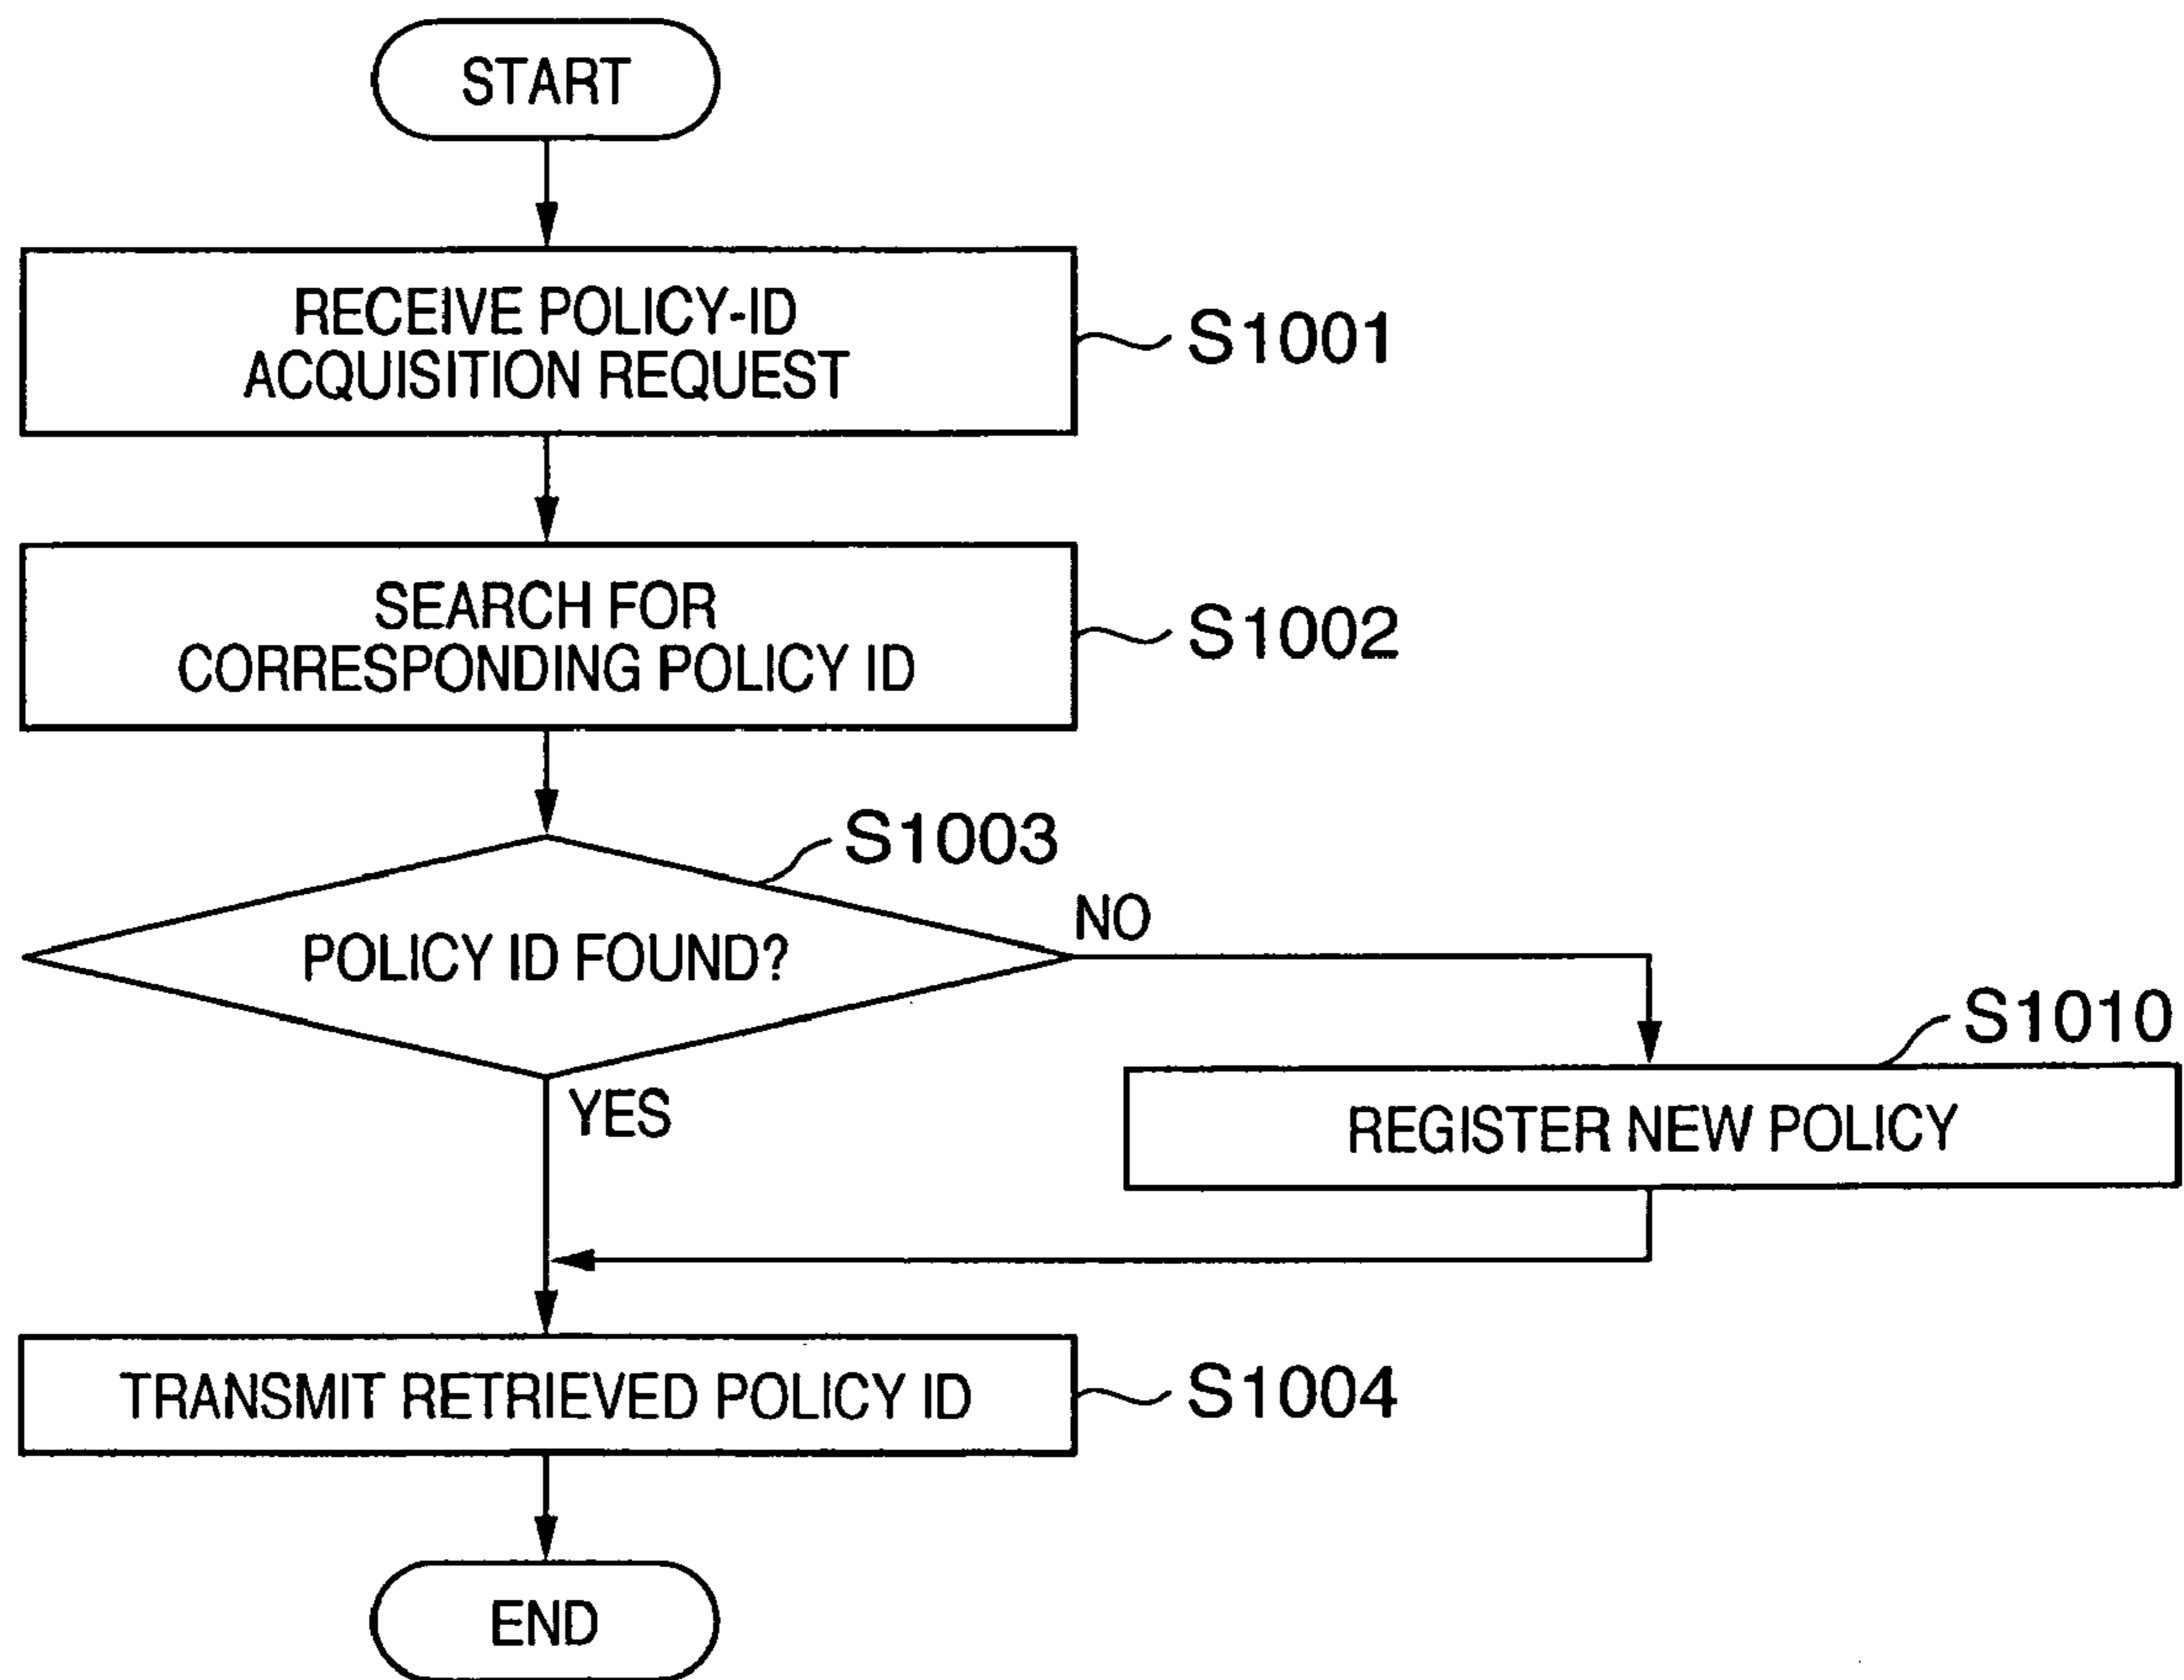 START
RECEIVE POLICY-ID
ACQUISITION REQUEST
S1001
SEARCH FOR
CORRESPONDING POLICY ID
S1002
S1003
POLICY ID FOUND?
NO
YES
S1010
REGISTER NEW POLICY
TRANSMIT RETRIEVED POLICY ID
S1004
END